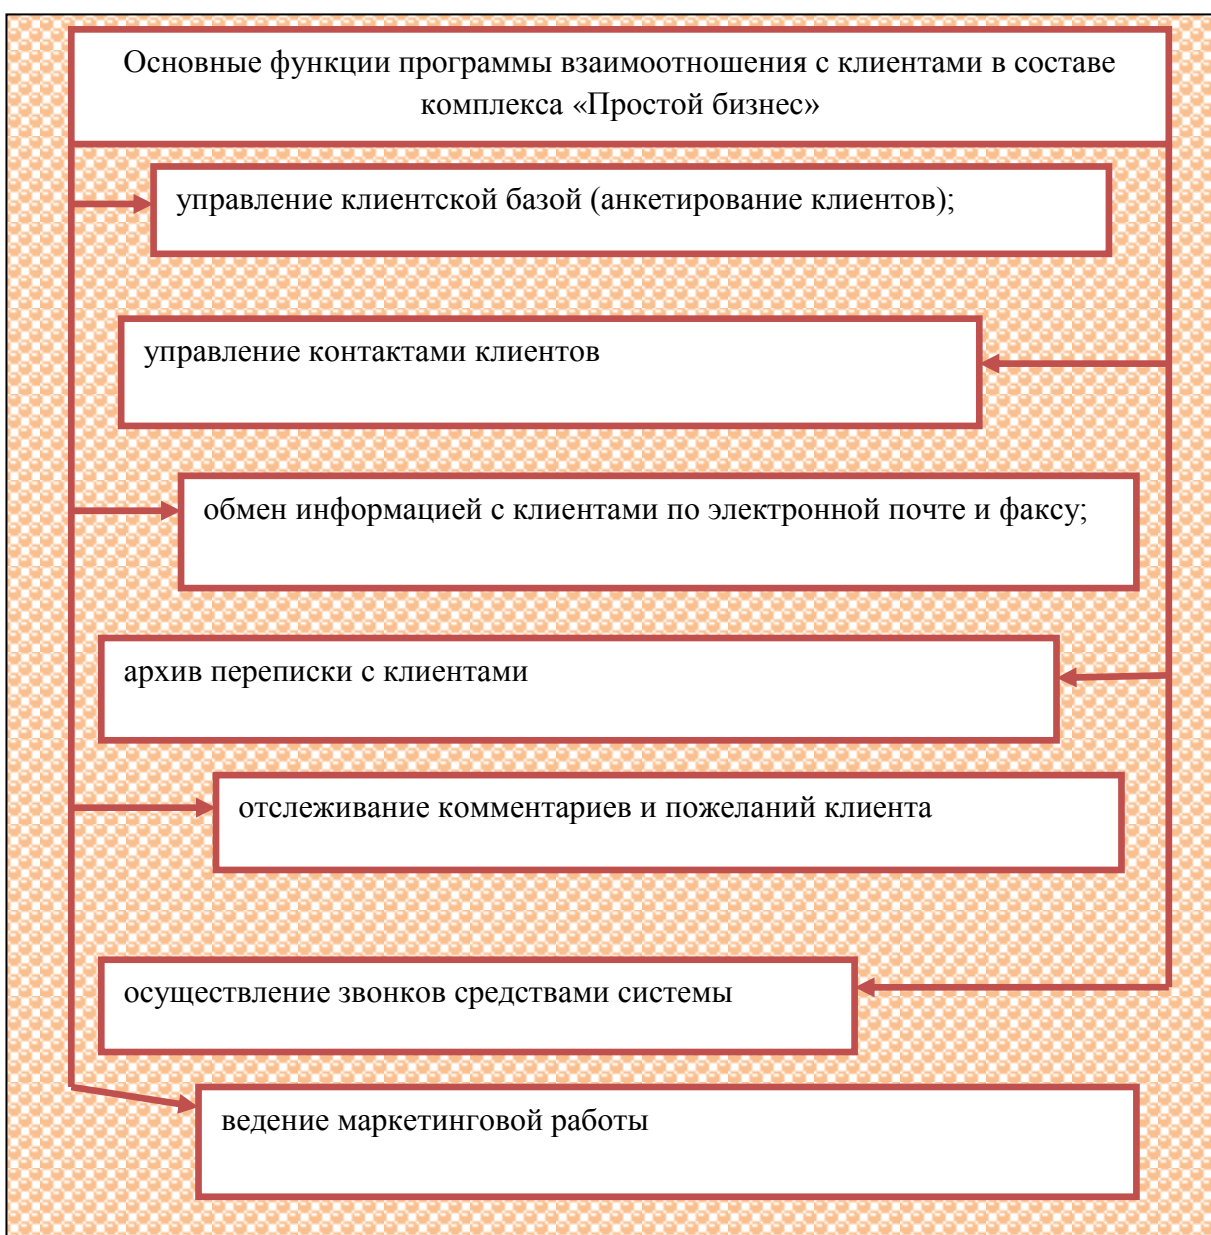 Основные функции программы взаимоотношения с клиентами в составе
комплекса «Простой бизнес»
управление клиентской базой (анкетирование клиентов);
управление контактами клиентов
обмен информацией с клиентами по электронной почте и факсу;
архив переписки с клиентами
отслеживание комментариев и пожеланий клиента
осуществление звонков средствами системы
ведение маркетинговой работы